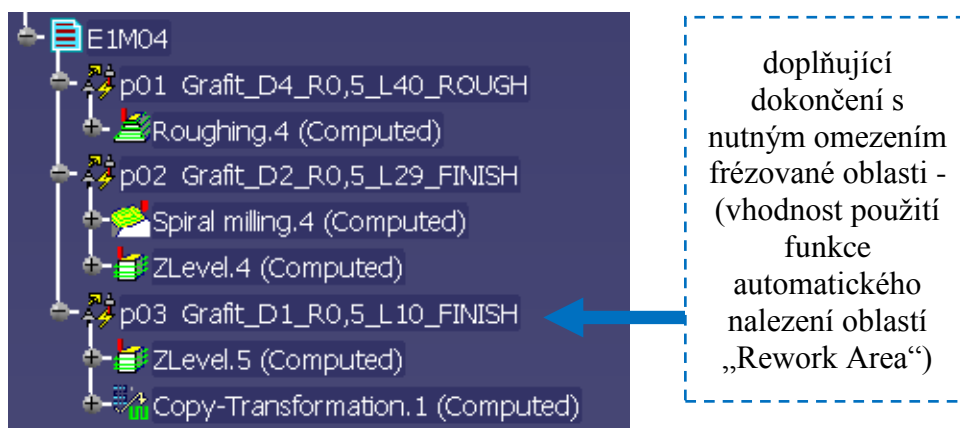 E1M04
p01 Grafit_D4_R0,5_L40_ROUGH
Roughing.4 (Computed)
p02 Grafit_D2_R0,5_L29_FINISH
Spiral milling.4 (Computed)
ZLevel.4 (Computed)
p03 Grafit_D1_R0,5_L10_FINISH
ZLevel.5 (Computed)
Copy-Transformation.1 (Computed)
doplňující
dokončení s
nutným omezením
frézované oblasti -
(vhodnost použití
funkce
automatického
nalezení oblastí
„Rework Area“)